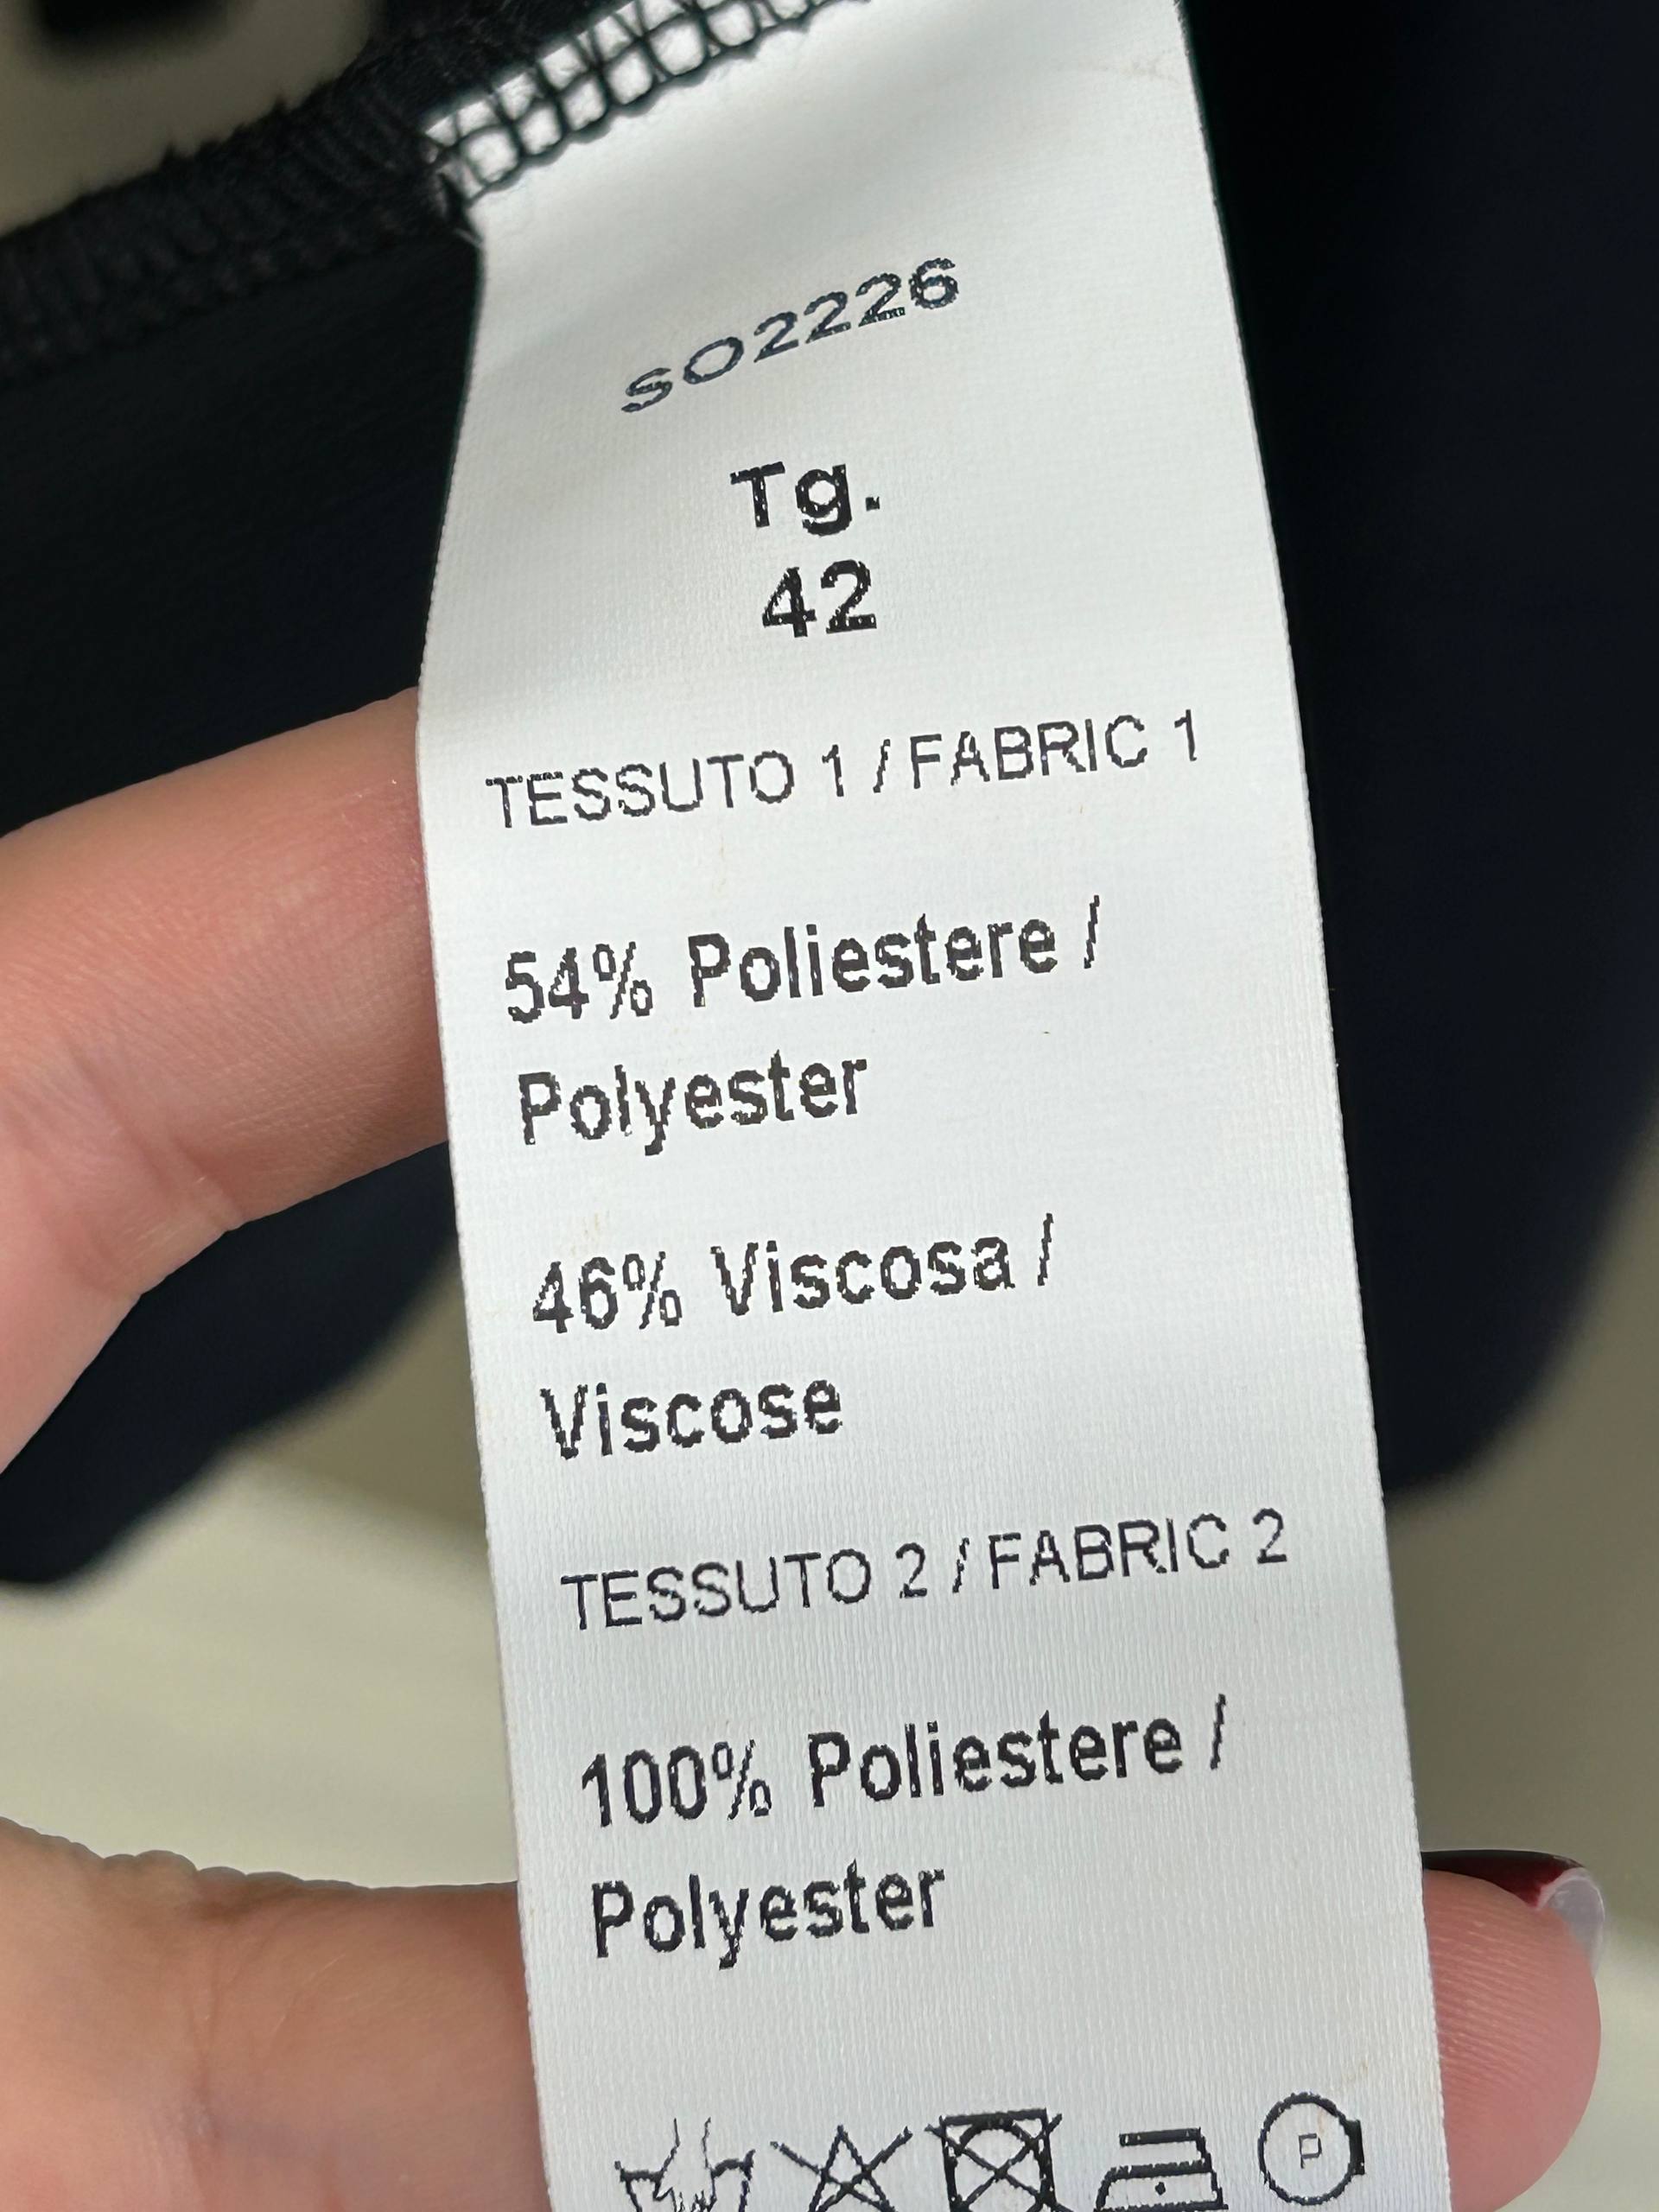 SO2226
Tg.
42
TESSUTO 1 / FABRIC 1
54% Poliestere /
Polyester
46% Viscosa /
Viscose
TESSUTO 2 / FABRIC 2
100% Poliestere /
Polyester
P